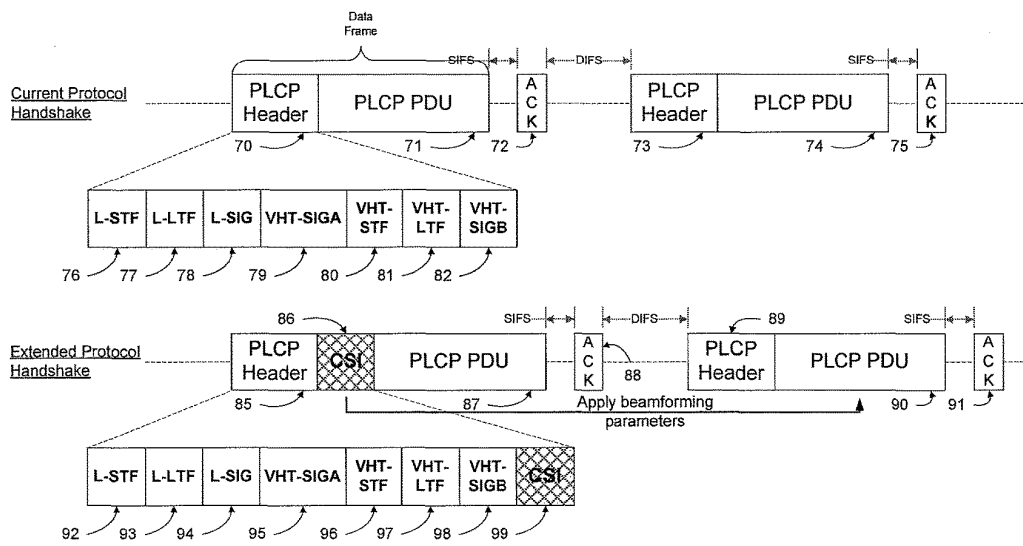 Data
Frame
SIFS DIFS SIFS
Current Protocol
Handshake
PLCP
Header
PLCP PDU
A
C
K
PLCP
Header
PLCP PDU
A
C
K
70 71 72 73 74 75
L-STF L-LTF L-SIG VHT-SIGA VHT-
STF VHT-
LTF VHT-
SIGB
76 77 78 79 80 81 82
86 SIFS DIFS 89 SIFS
Extended Protocol
Handshake
PLCP
Header
CSI
PLCP PDU
A
C
K
88
PLCP
Header
PLCP PDU
A
C
K
85 87 90 91
Apply beamforming
parameters
L-STF L-LTF L-SIG VHT-SIGA VHT-
STF VHT-
LTF VHT-
SIGB CSI
92 93 94 95 96 97 98 99